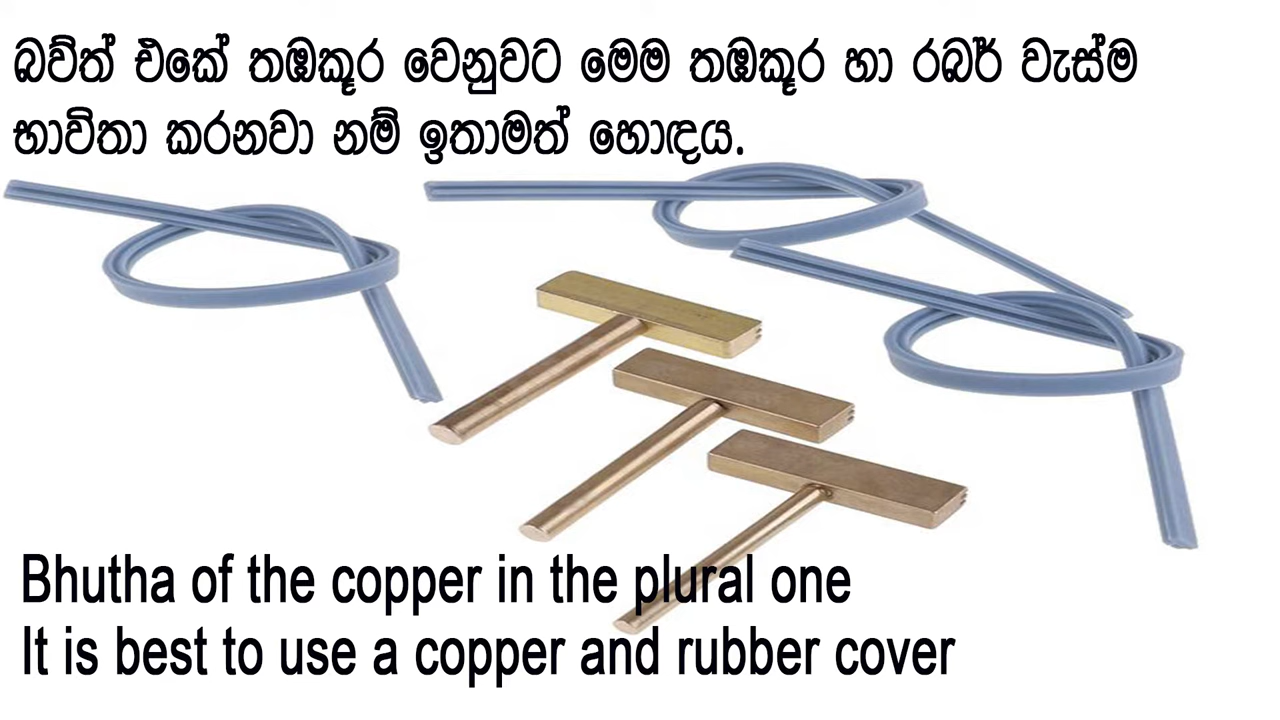 බව්ත් එකේ තඹකූර වෙනුවට මෙම තඹකූර හා රබර් වැස්ම
භාවිතා කරනවා නම් ඉතාමත් හොඳය.
Bhutha of the copper in the plural one
It is best to use a copper and rubber cover